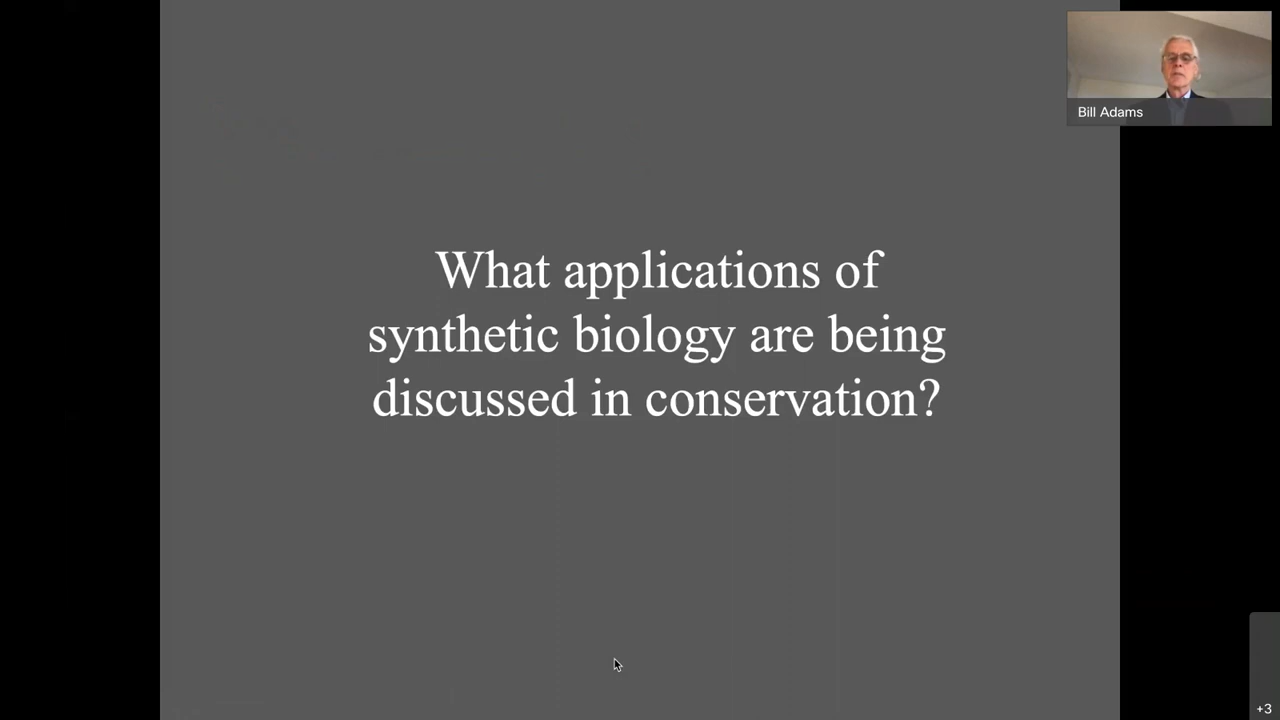 Bill Adams
What applications of
synthetic biology are being
discussed in conservation?
+3